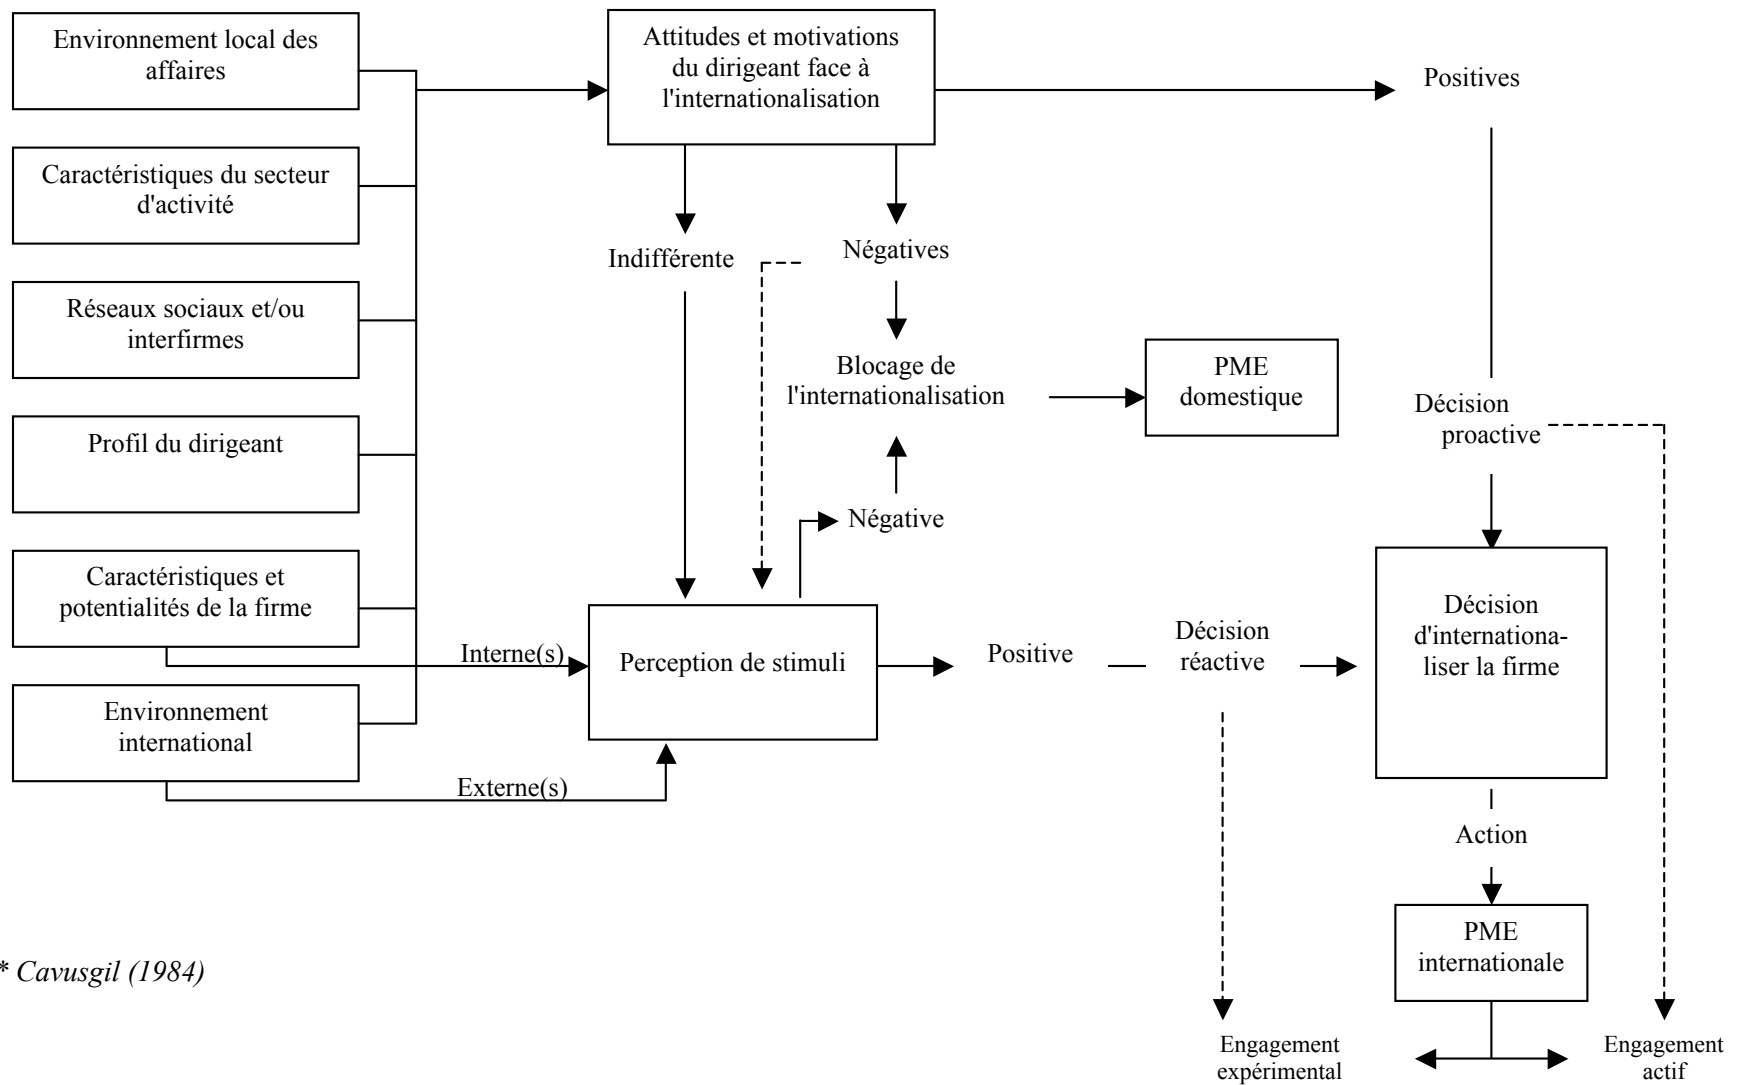 Environnement local des
affaires
Attitudes et motivations
du dirigeant face à
l'internationalisation
Positives
Caractéristiques du secteur
d'activité
Indifférente
Négatives
Réseaux sociaux et/ou
interfirmes
Blocage de
l'internationalisation
PME
domestique
Décision
proactive
Profil du dirigeant
Négative
Caractéristiques et
potentialités de la firme
Interne(s)
Perception de stimuli
Positive
Décision
réactive
Décision
d'internationa-
liser la firme
Environnement
international
Externe(s)
Action
PME
internationale
* Cavusgil (1984)
Engagement
expérimental
Engagement
actif